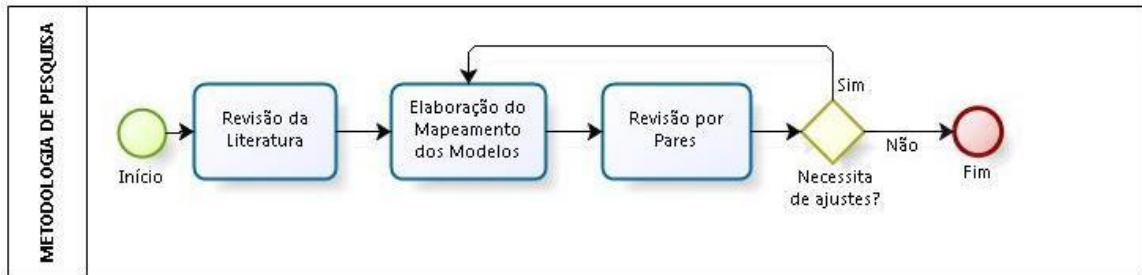 METODOLOGIA DE PESQUISA
Início
Revisão da
Literatura
Elaboração do
Mapeamento
dos Modelos
Revisão por
Pares
Sim
Necessita
de ajustes?
Não
Fim